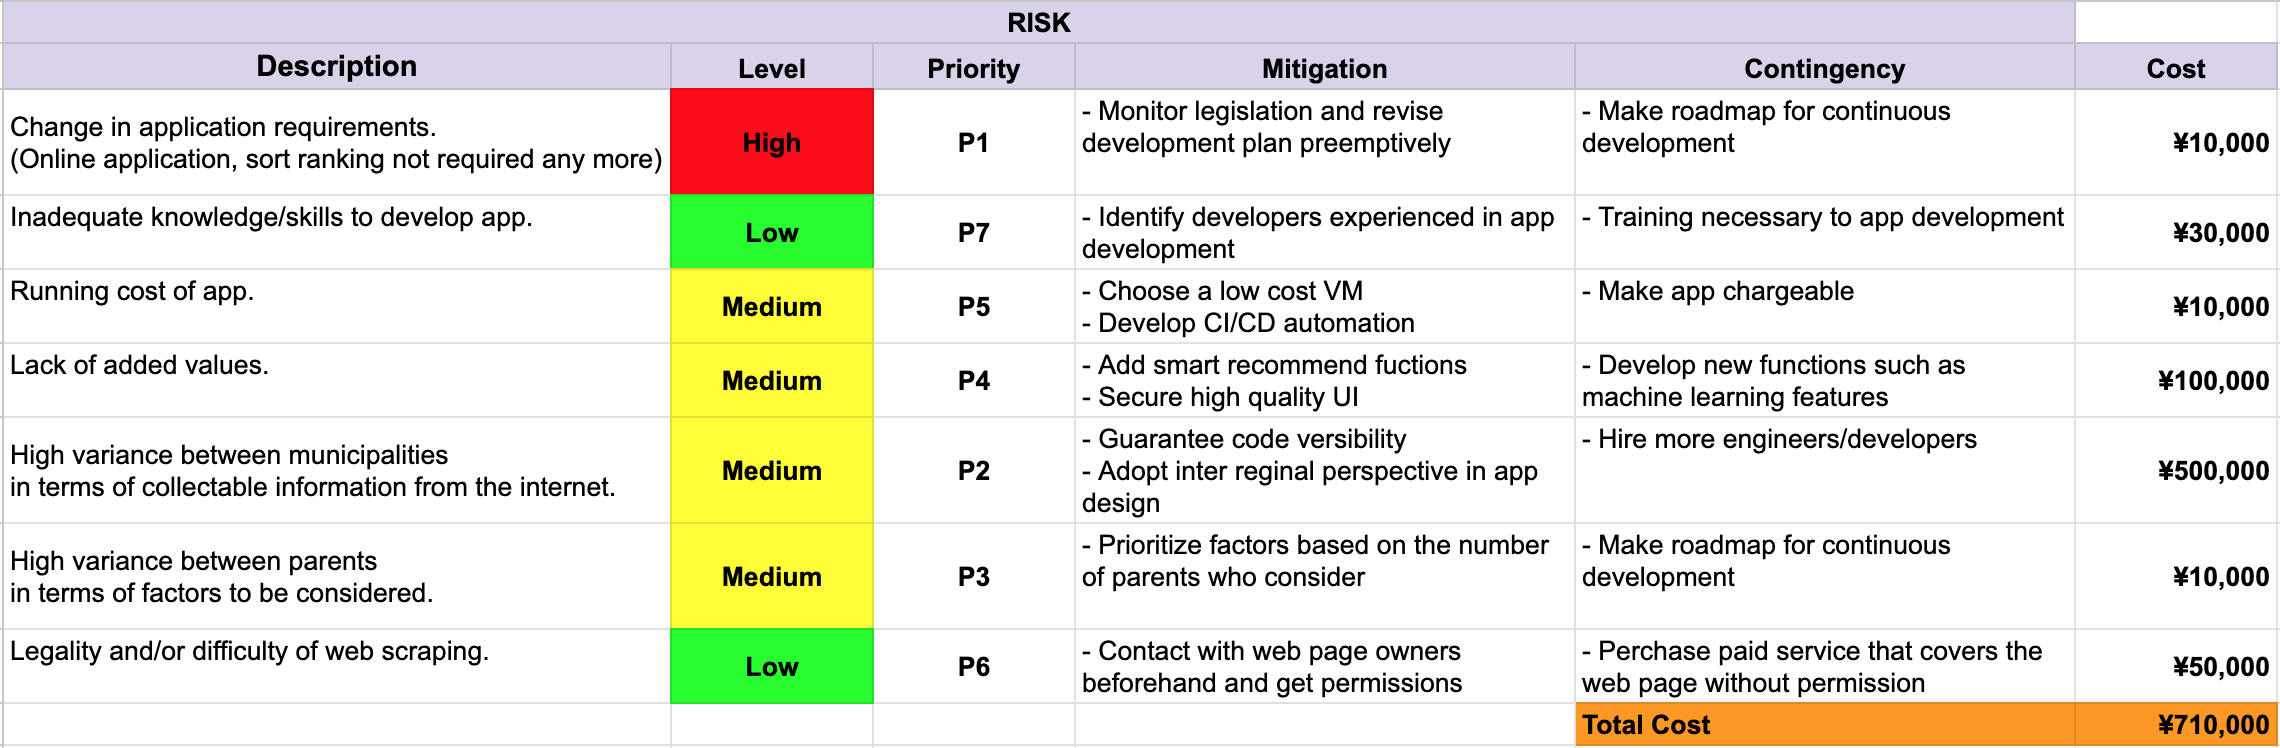 RISK
Description Level Priority Mitigation Contingency Cost
Change in application requirements.
(Online application, sort ranking not required any more)
High
P1
- Monitor legislation and revise
development plan preemptively
- Make roadmap for continuous
development
¥10,000
Inadequate knowledge/skills to develop app.
Low
P7
- Identify developers experienced in app
development
- Training necessary to app development
¥30,000
Running cost of app.
Medium
P5
- Choose a low cost VM
- Develop CI/CD automation
- Make app chargeable
¥10,000
Lack of added values.
Medium
P4
- Add smart recommend fuctions
- Secure high quality UI
- Develop new functions such as
machine learning features
¥100,000
High variance between municipalities
in terms of collectable information from the internet.
Medium
P2
- Guarantee code versibility
- Adopt inter reginal perspective in app
design
- Hire more engineers/developers
¥500,000
High variance between parents
in terms of factors to be considered.
Medium
P3
- Prioritize factors based on the number
of parents who consider
- Make roadmap for continuous
development
¥10,000
Legality and/or difficulty of web scraping.
Low
P6
- Contact with web page owners
beforehand and get permissions
- Perchase paid service that covers the
web page without permission
¥50,000
Total Cost ¥710,000